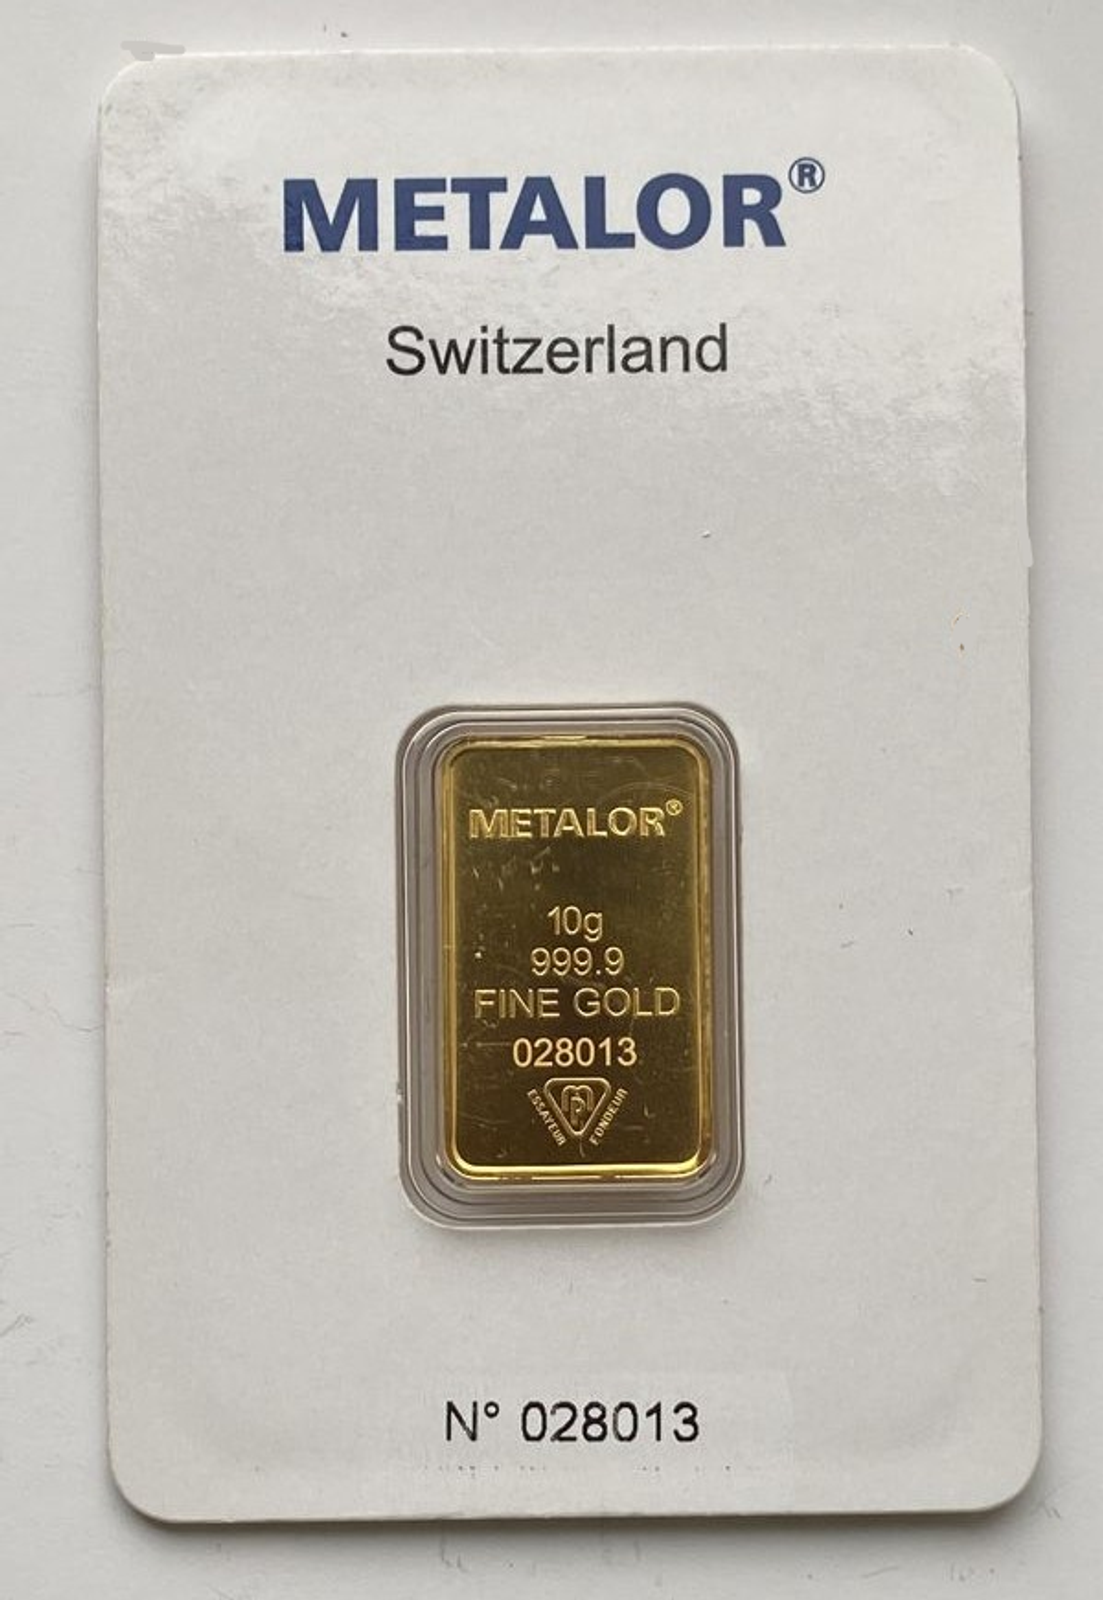 METALOR®
Switzerland
METALOR®
10g
999.9
FINE GOLD
028013
ESSAYEUR FONDEUR
N° 028013